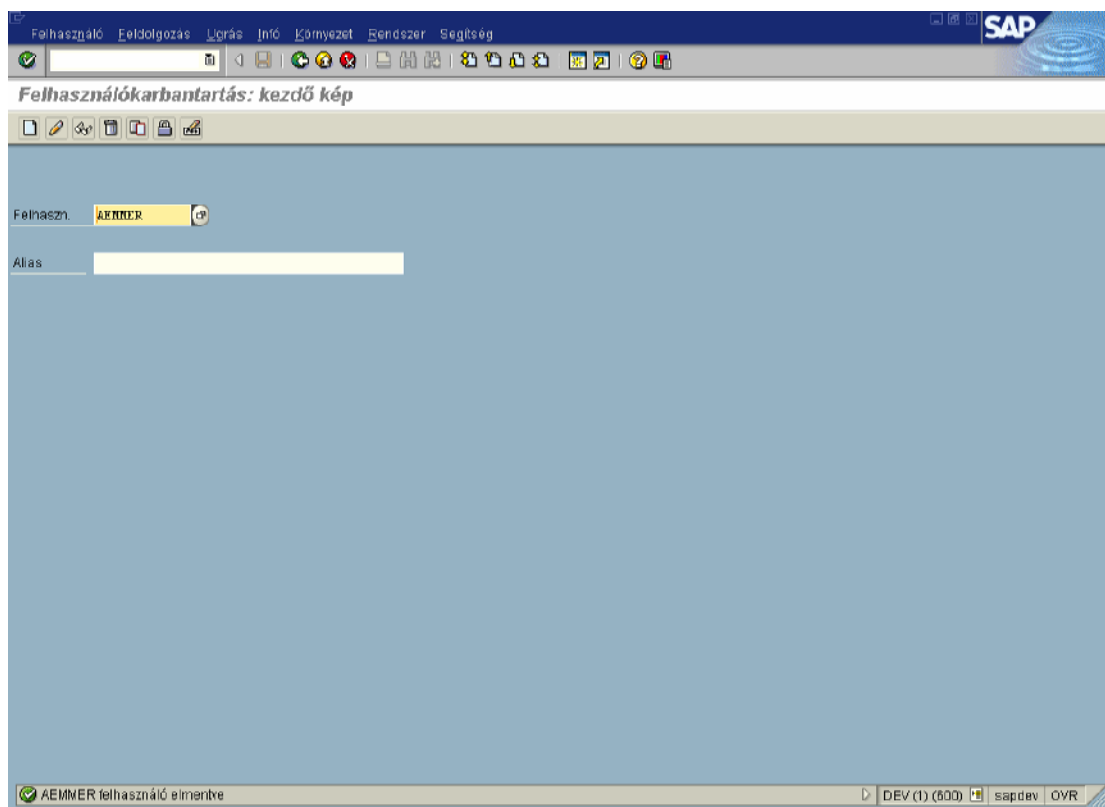 Felhasználó Feldolgozás Ugrás Infó Környezet Rendszer Segítség
SAP
Felhasználókarbantartás: kezdő kép
Felhaszn. AEMMER
Alias
AEMMER felhasználó elmentve DEV (1) (600) sapdev OVR